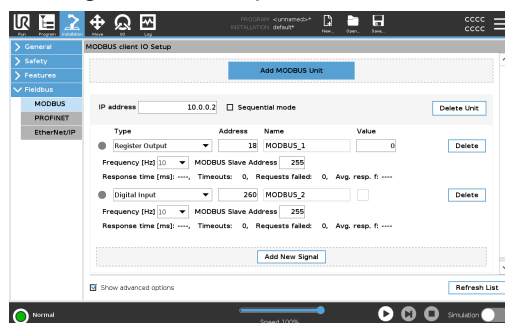 PROGRAM <unnamed>*
INSTALLATION default*
Run Program Installation Move I/O Log New... Open... Save...
CCCC
CCCC
General
Safety
Features
Fieldbus
MODBUS
PROFINET
EtherNet/IP
MODBUS client IO Setup
Add MODBUS Unit
IP address 10.0.0.2 Sequential mode Delete Unit
Type Address Name Value
Register Output 18 MODBUS_1 0 Delete
Frequency [Hz] 10 MODBUS Slave Address 255
Response time [ms]: ----, Timeouts: 0, Requests failed: 0, Avg. resp. f: ----
Digital Input 260 MODBUS_2 Delete
Frequency [Hz] 10 MODBUS Slave Address 255
Response time [ms]: ----, Timeouts: 0, Requests failed: 0, Avg. resp. f: ----
Add New Signal
Show advanced options Refresh List
Normal Speed 100% Simulation